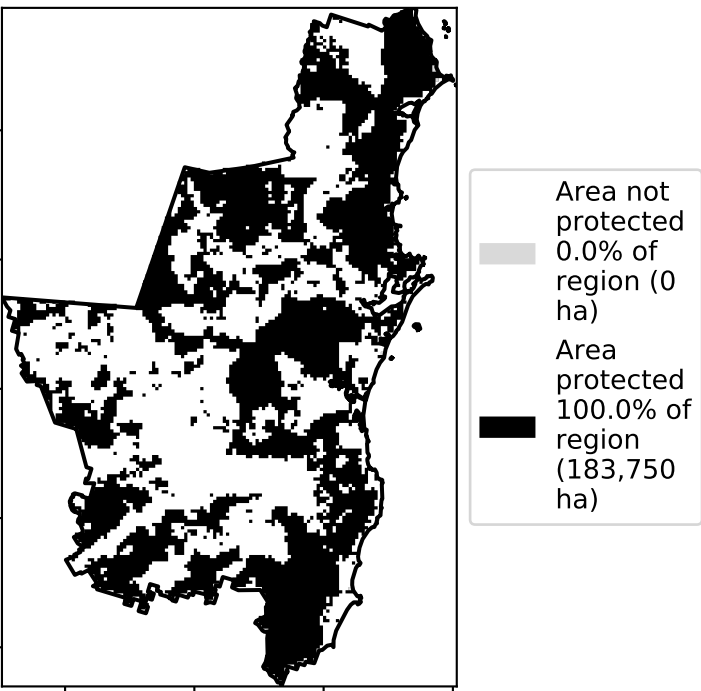 Area not
protected
0.0% of
region (0
ha)
Area
protected
100.0% of
region
(183,750
ha)